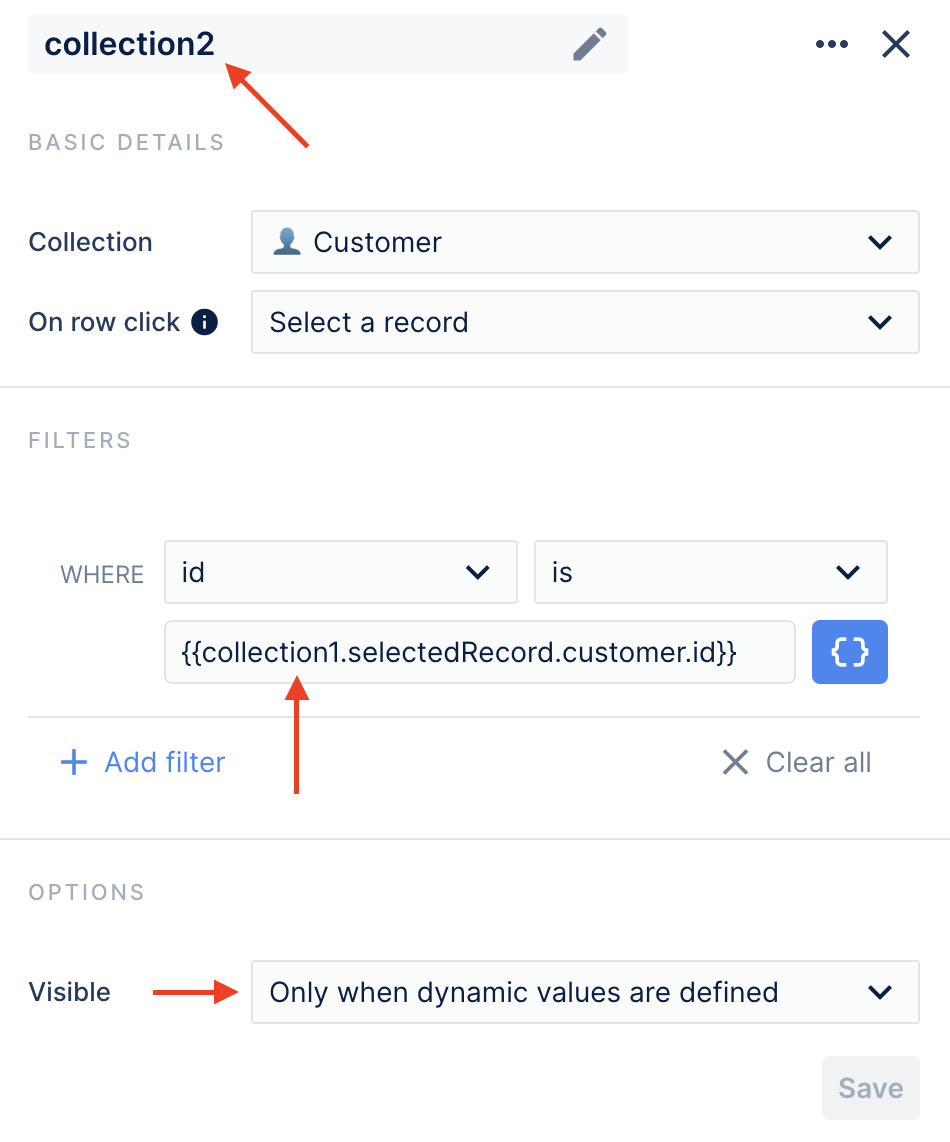 collection2
BASIC DETAILS
Collection
Customer
On row click
Select a record
FILTERS
WHERE
id
is
{{collection1.selectedRecord.customer.id}}
{}
Add filter
Clear all
OPTIONS
Visible
Only when dynamic values are defined
Save